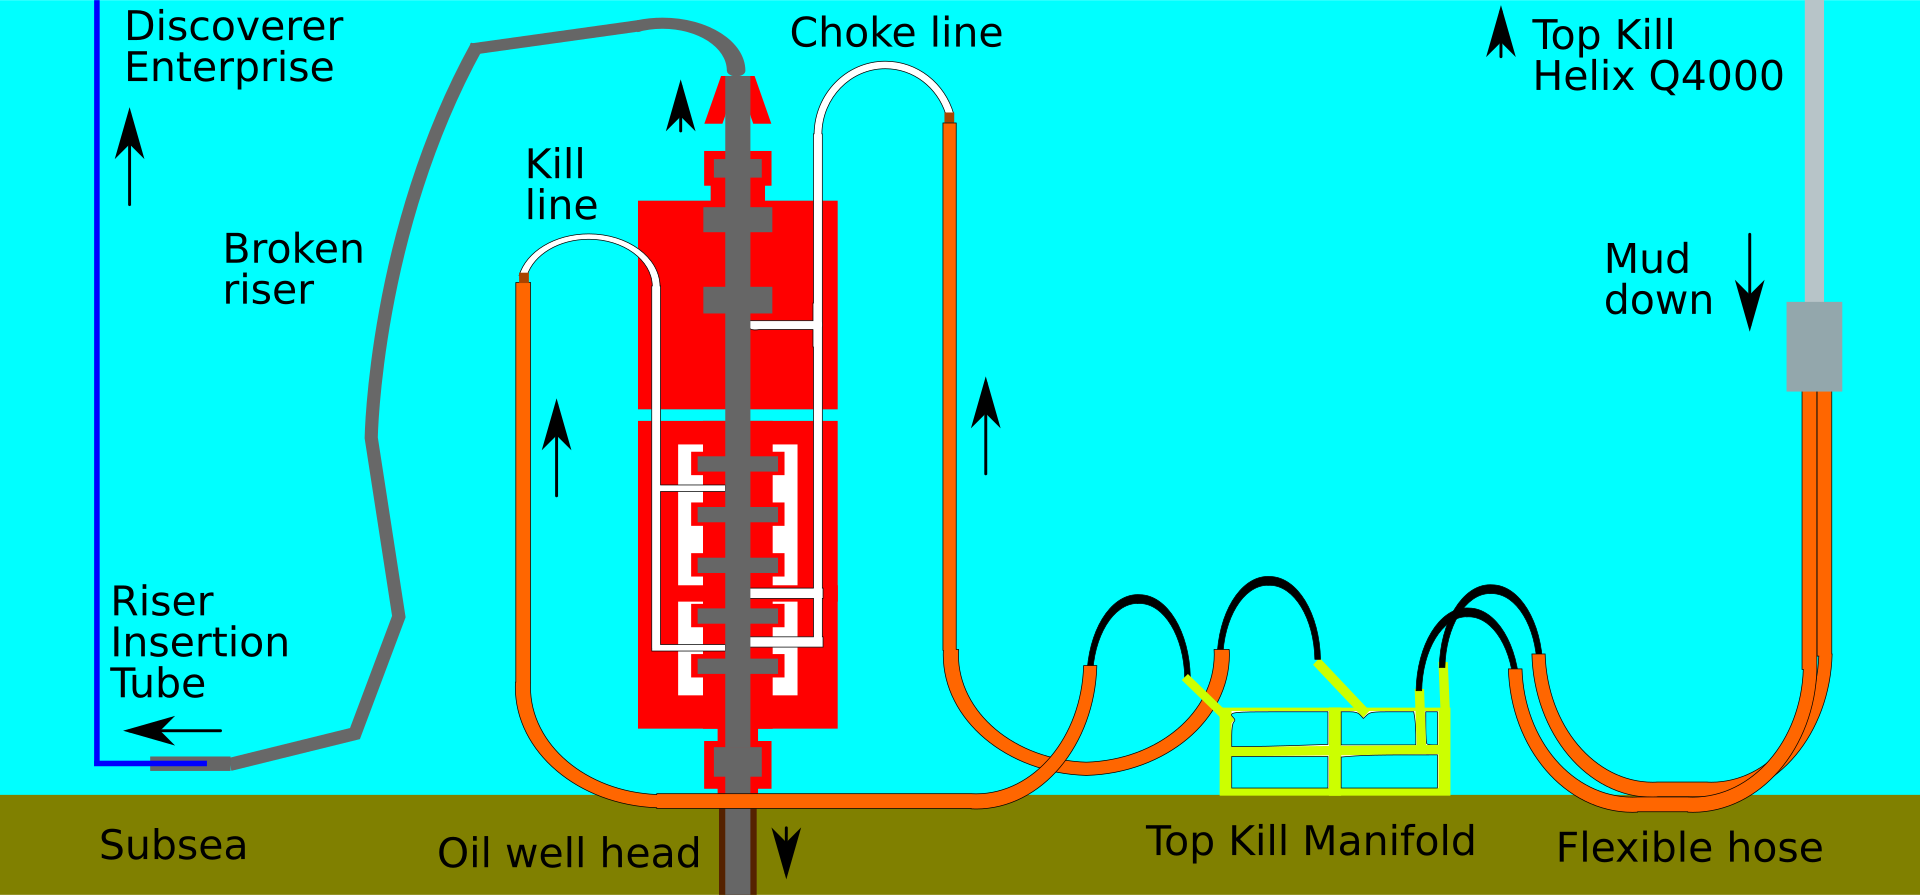 Discoverer
Enterprise
Choke line
Top Kill
Helix Q4000
Kill
line
Broken
riser
Mud
down
Riser
Insertion
Tube
Subsea
Oil well head
Top Kill Manifold
Flexible hose